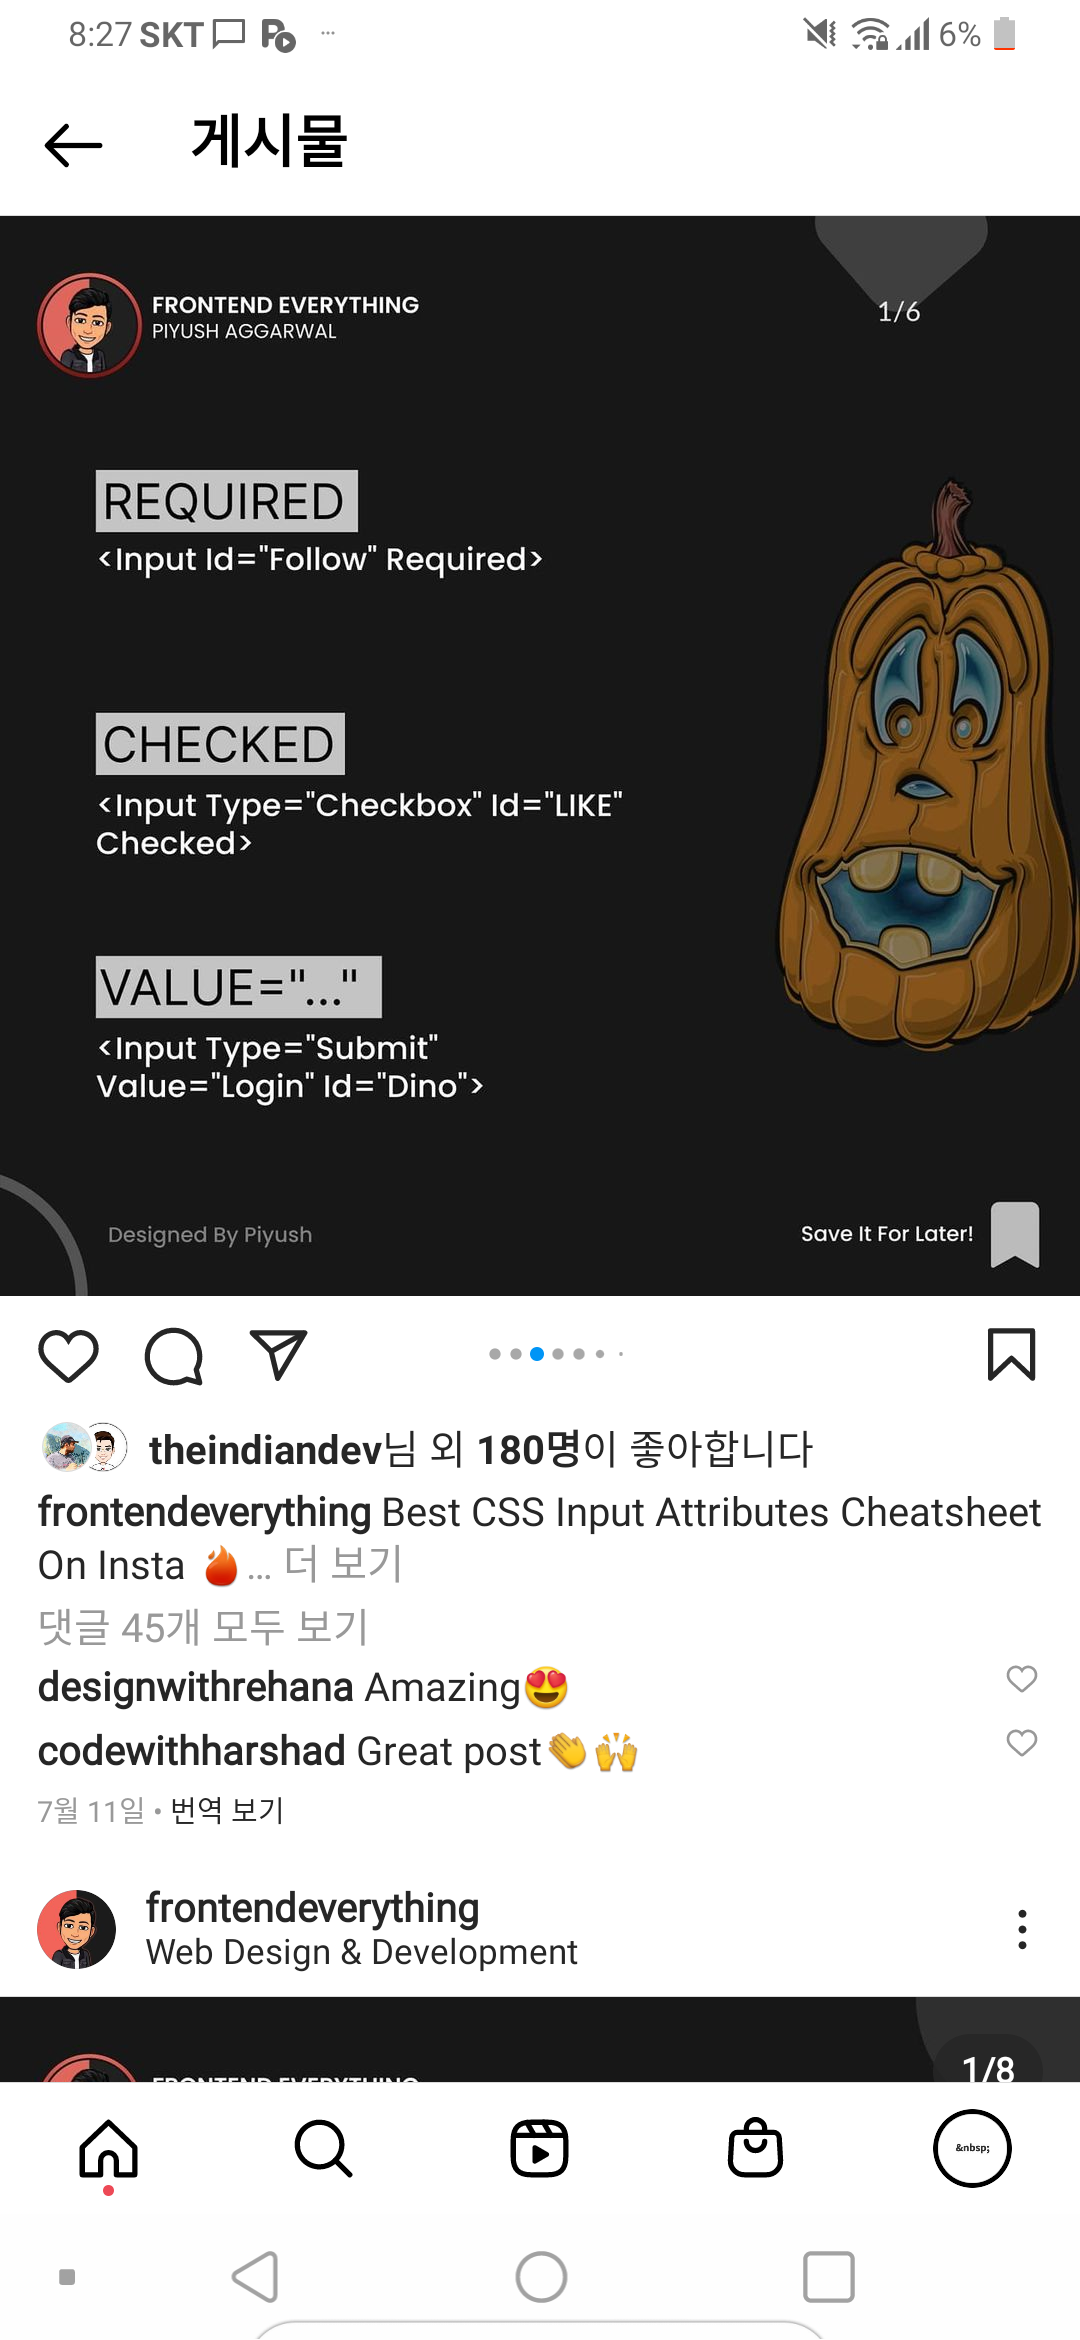 8:27 SKT 6%
게시물
FRONTEND EVERYTHING
PIYUSH AGGARWAL
1/6
REQUIRED
<Input Id="Follow" Required>
CHECKED
<Input Type="Checkbox" Id="LIKE"
Checked>
VALUE="..."
<Input Type="Submit"
Value="Login" Id="Dino">
Designed By Piyush
Save It For Later!
theindiandev님 외 180명이 좋아합니다
frontendeverything Best CSS Input Attributes Cheatsheet
On Insta 🔥... 더 보기
댓글 45개 모두 보기
designwithrehana Amazing😍
codewithharshad Great post👏🙌
7월 11일 • 번역 보기
frontendeverything
Web Design & Development
FRONTEND EVERYTHING
1/8
&nbsp;